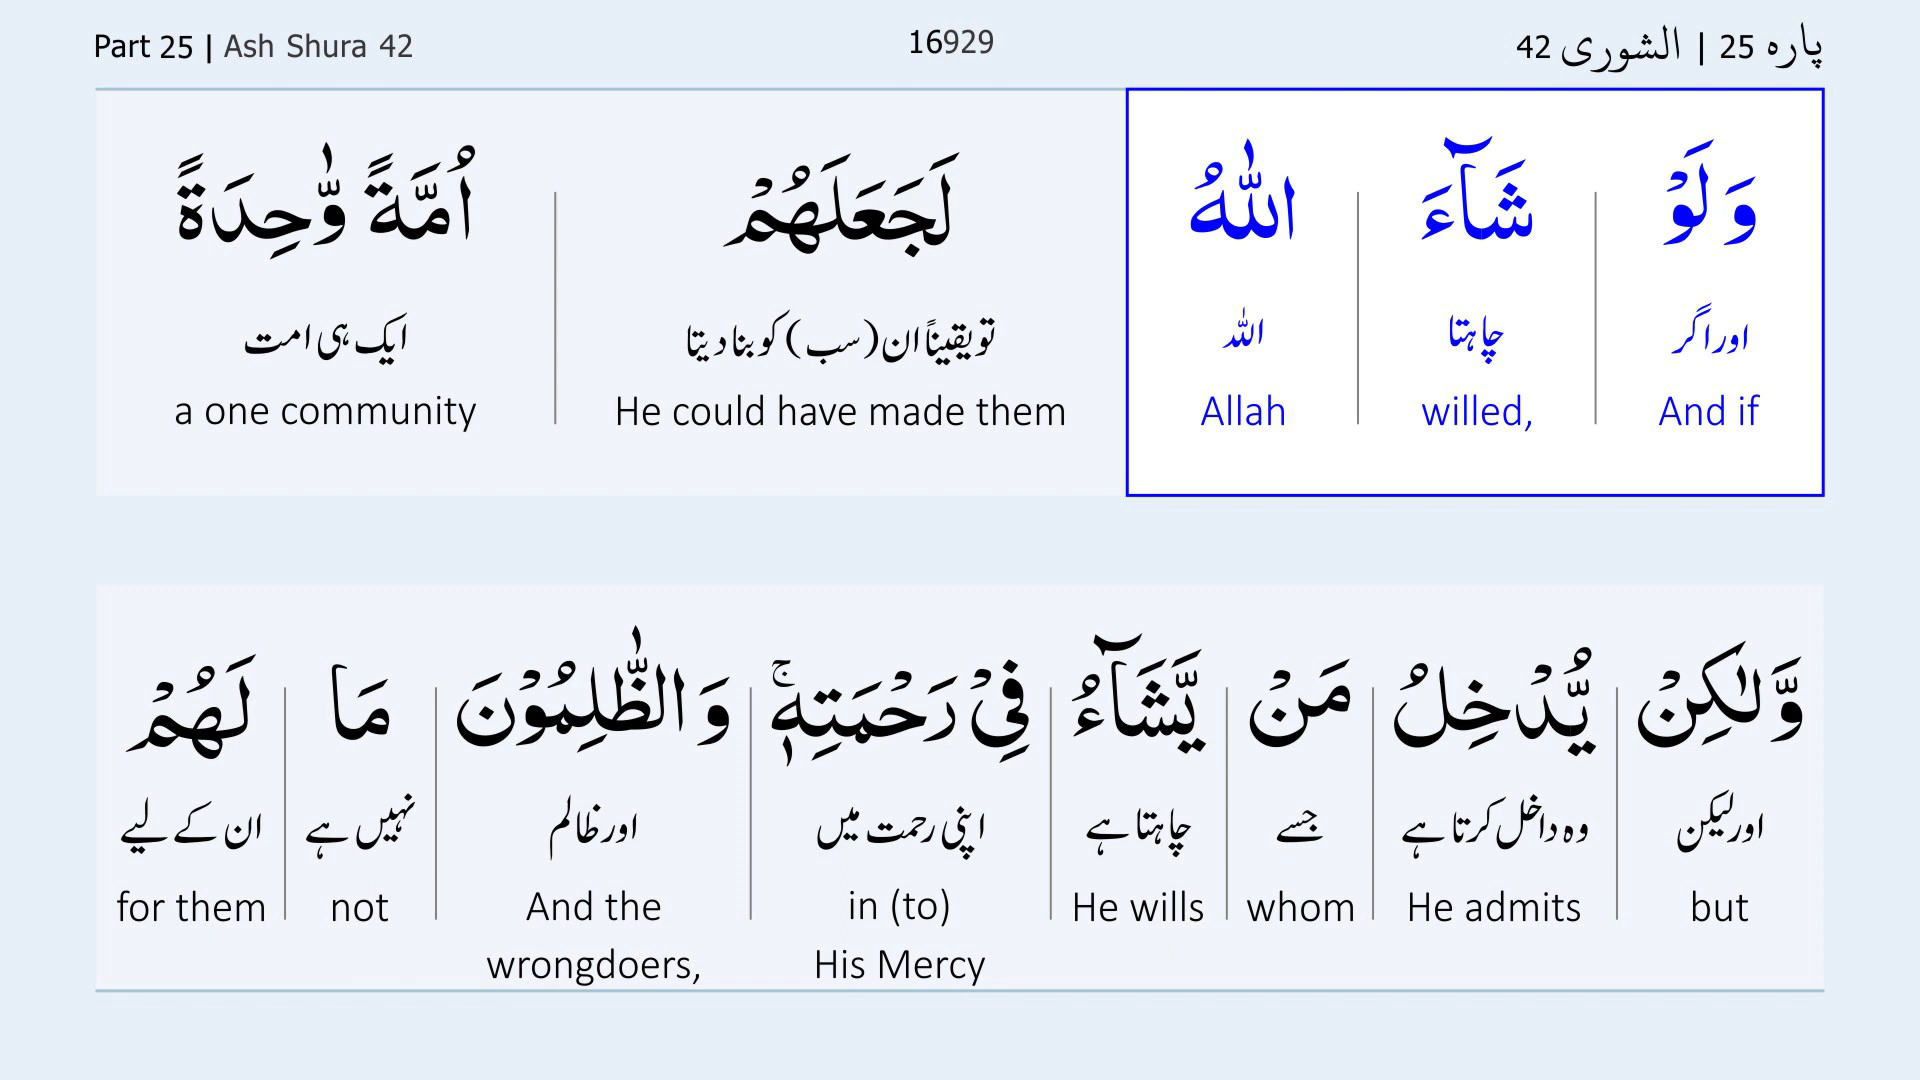 Part 25 | Ash Shura 42
16929
پارہ 25 | الشوری 42
وَلَوْ شَآءَ اللّٰهُ لَجَعَلَهُمْ اُمَّةً وَّحِدَةً
اور اگر چاہتا اللہ تو یقیناً ان (سب) کو بنا دیتا ایک ہی امت
And if willed, Allah He could have made them a one community
وَّلٰكِنْ يُّدْخِلُ مَنْ يَّشَآءُ فِيْ رَحْمَتِهٖۚ وَالظّٰلِمُوْنَ مَا لَهُمْ
اور لیکن وہ داخل کرتا ہے جسے چاہتا ہے اپنی رحمت میں اور ظالم نہیں ہے ان کے لیے
but He admits whom He wills in (to) And the not for them
His Mercy wrongdoers,